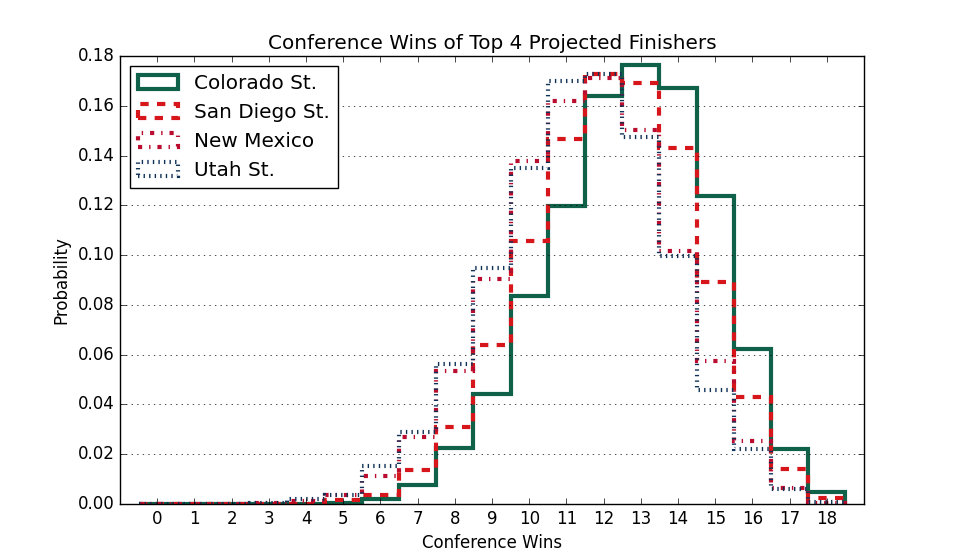 Conference Wins of Top 4 Projected Finishers
0.18
0.16
0.14
0.12
0.10
0.08
0.06
0.04
0.02
0.00
Probability
Colorado St.
San Diego St.
New Mexico
Utah St.
0 1 2 3 4 5 6 7 8 9 10 11 12 13 14 15 16 17 18
Conference Wins